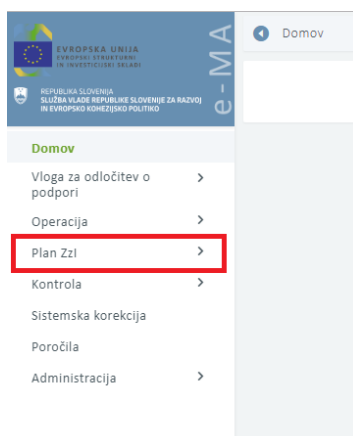 EVROPSKA UNIJA
EVROPSKI STRUKTURNI
IN INVESTICIJSKI SKLADI
REPUBLIKA SLOVENIJA
SLUŽBA VLADE REPUBLIKE SLOVENIJE ZA RAZVOJ
IN EVROPSKO KOHEZIJSKO POLITIKO
e-MA
Domov
Domov
Vloga za odločitev o
podpori
Operacija
Plan ZzI
Kontrola
Sistemska korekcija
Poročila
Administracija